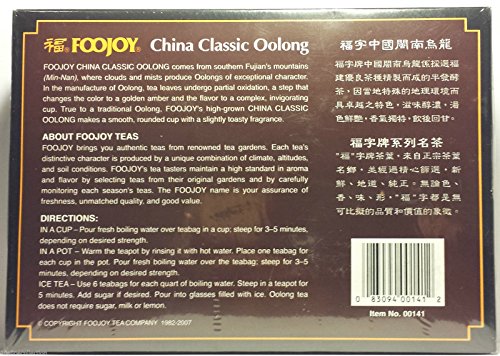 福® FOOJOY® China Classic Oolong
FOOJOY CHINA CLASSIC OOLONG comes from southern Fujian's mountains
(Min-Nan), where clouds and mists produce Oolongs of exceptional character.
In the manufacture of Oolong, tea leaves undergo partial oxidation, a step
that changes the color to a golden amber and the flavor to a complex, invigorating
cup. True to a traditional Oolong, FOOJOY's high-grown CHINA CLASSIC
OOLONG makes a smooth, rounded cup with a slightly toasty fragrance.
ABOUT FOOJOY TEAS
FOOJOY brings you authentic teas from renowned tea gardens. Each tea's
distinctive character is produced by a unique combination of climate, altitudes,
and soil conditions. FOOJOY's tea tasters maintain a high standard in aroma
and flavor by selecting teas from their original gardens and by carefully
monitoring each season's teas. The FOOJOY name is your assurance of
freshness, unmatched quality, and good value.
DIRECTIONS:
IN A CUP – Pour fresh boiling water over teabag in a cup; steep for 3–5 minutes,
depending on desired strength.
IN A POT – Warm the teapot by rinsing it with hot water. Place one teabag for
each cup in the pot. Pour fresh boiling water over the teabags; steep for 3–5
minutes, depending on desired strength.
ICE TEA – Use 6 teabags for each quart of boiling water. Steep in a teapot for
5 minutes. Add sugar if desired. Pour into glasses filled with ice. Oolong tea
does not require sugar, milk or lemon.
© COPYRIGHT FOOJOY TEA COMPANY 1982-2007
福字中國閩南烏龍
福字牌中國閩南烏龍係採選福
建優良茶種精製而成的半發酵
茶，因當地特殊的地理環境而
具卓越之特色，滋味醇濃，湯
色鮮艷，香氣獨特，飲後回甘。
福字牌系列名茶
"福"字牌茶葉，來自正宗茶葉
名鄉，並經過精心篩選，新
鮮、地道、純正。無論色、
香、味、形，"福"字都是無
可比擬的品質和價值的象徵。
0 83094 00141 2
Item No. 00141